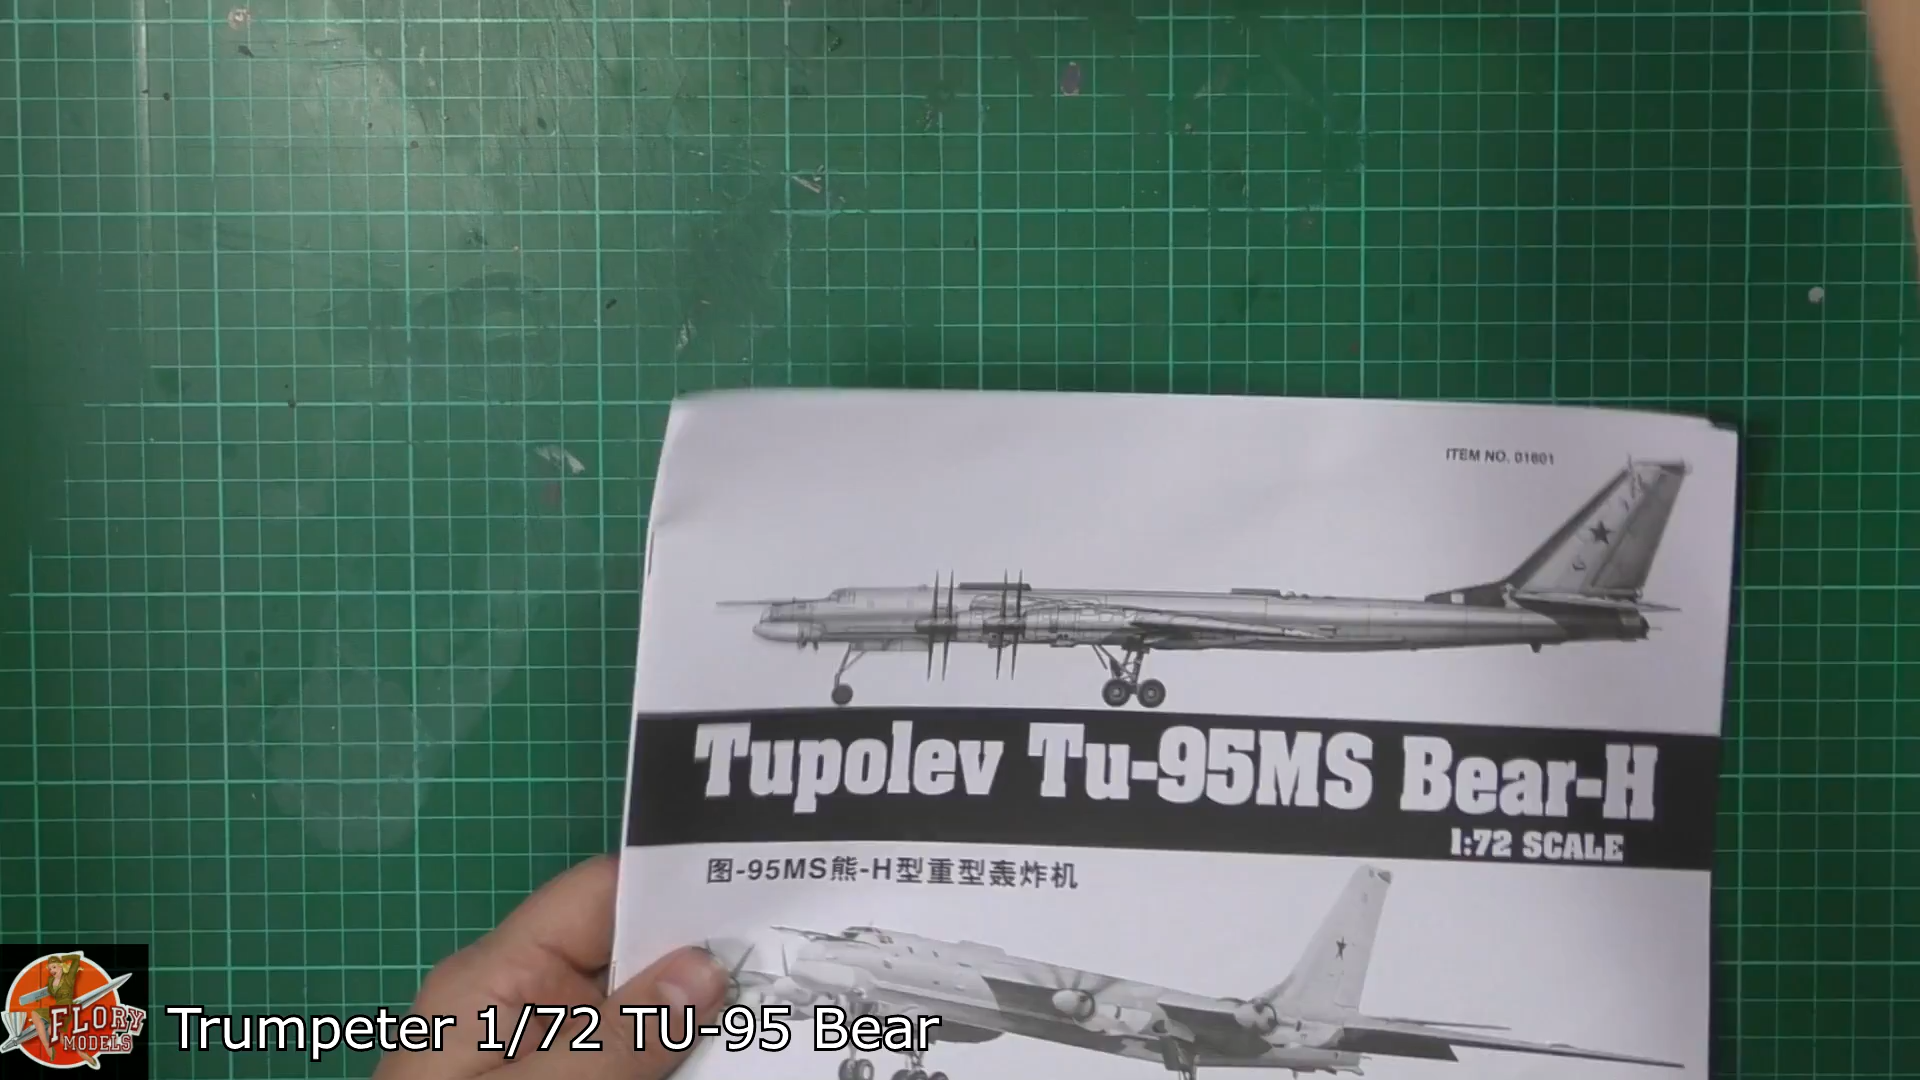 ITEM NO. 01601
Tupolev Tu-95MS Bear-H
1:72 SCALE
图-95MS熊-H型重型轰炸机
FLORY
MODELS
Trumpeter 1/72 TU-95 Bear